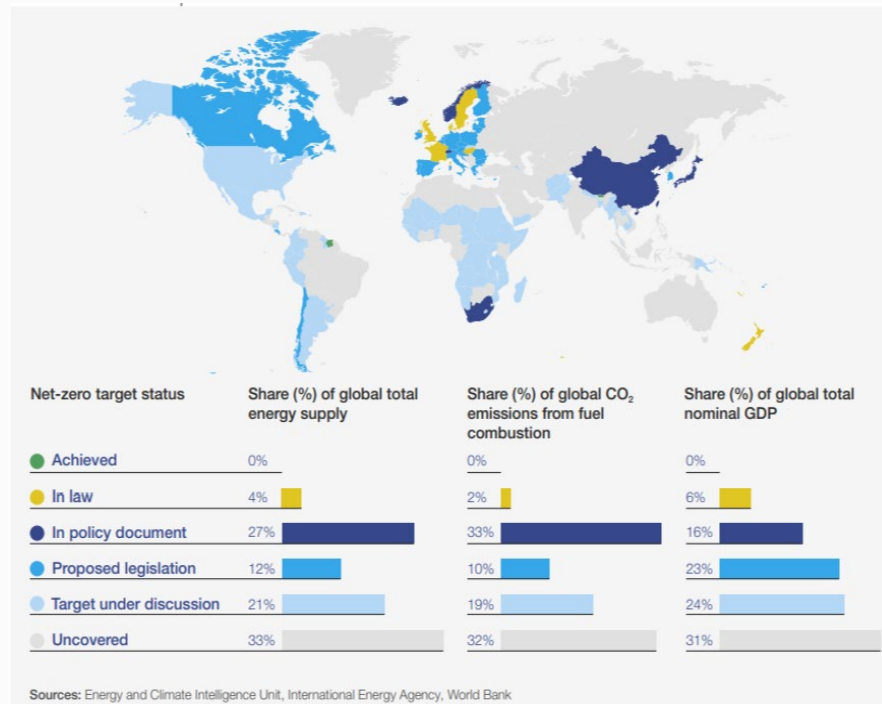 Net-zero target status
Share (%) of global total
energy supply
Share (%) of global CO₂
emissions from fuel
combustion
Share (%) of global total
nominal GDP
Achieved 0% 0% 0%
In law 4% 2% 6%
In policy document 27% 33% 16%
Proposed legislation 12% 10% 23%
Target under discussion 21% 19% 24%
Uncovered 33% 32% 31%
Sources: Energy and Climate Intelligence Unit, International Energy Agency, World Bank